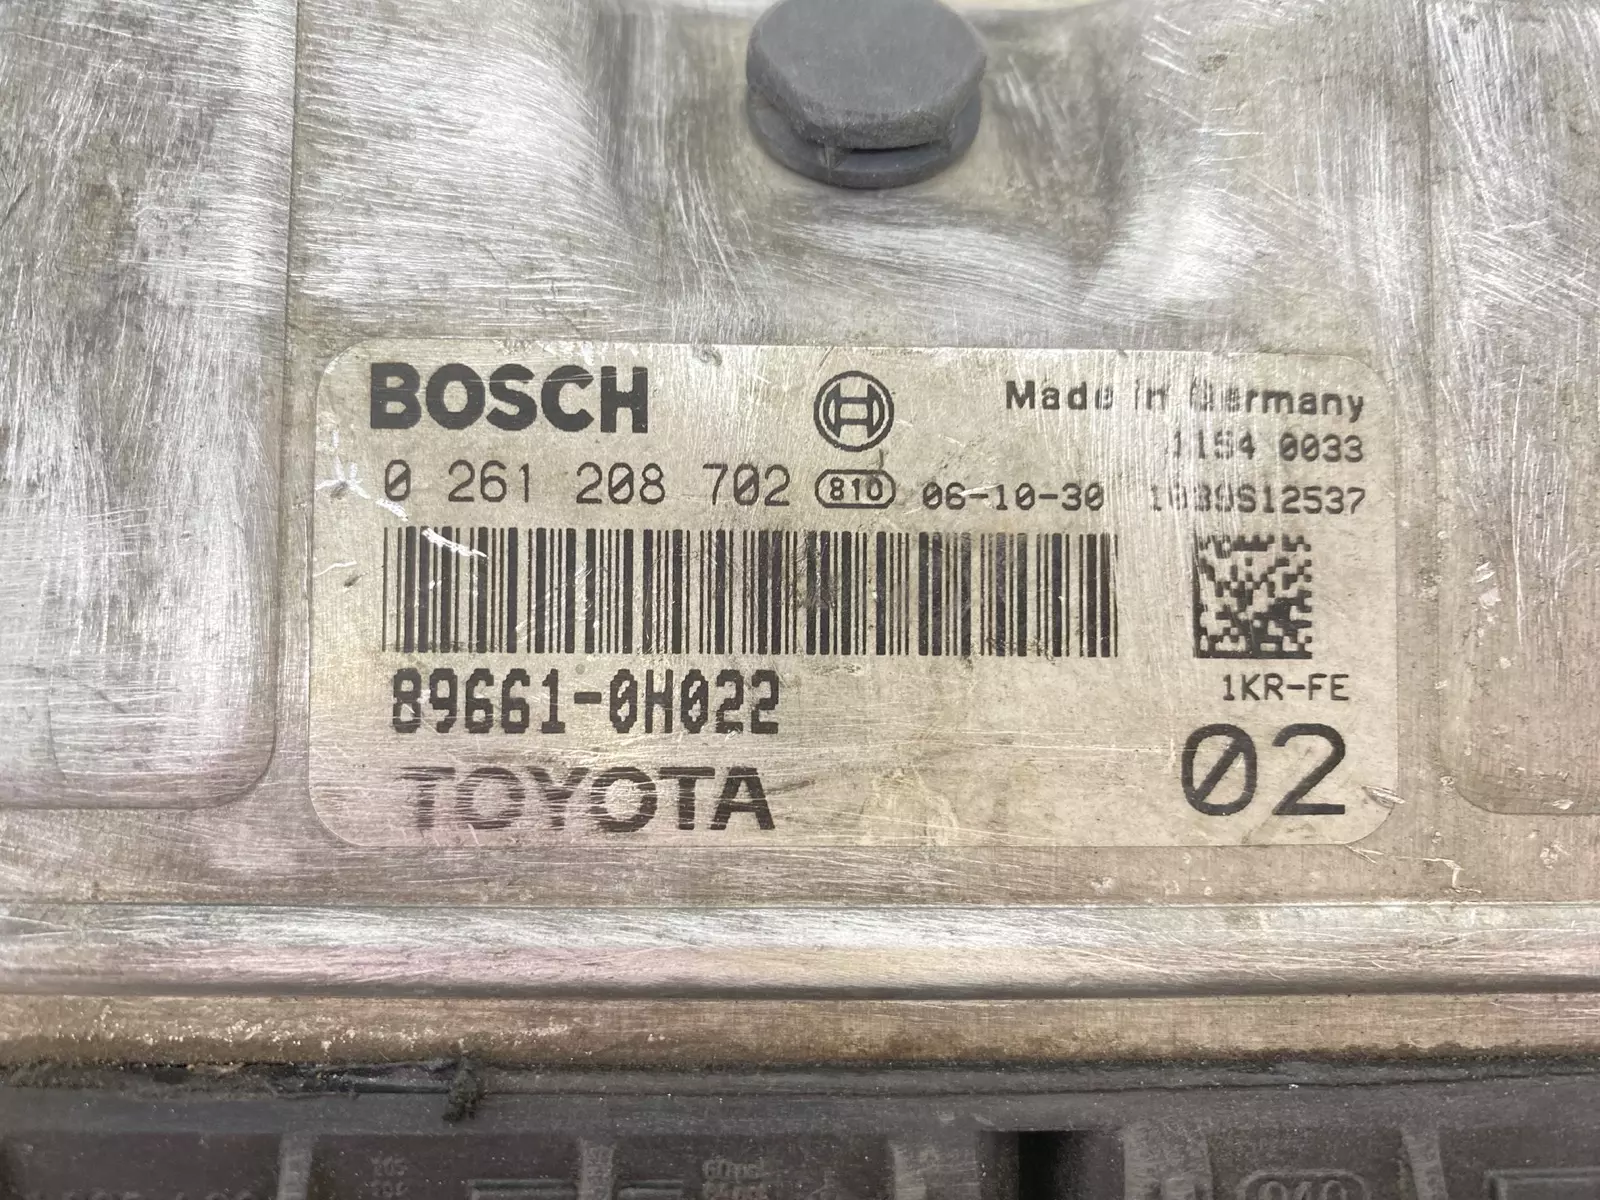 BOSCH
Made in Germany
1154 0033
0 261 208 702 810 06-10-30 1039S12537
89661-0H022
1KR-FE
TOYOTA
02